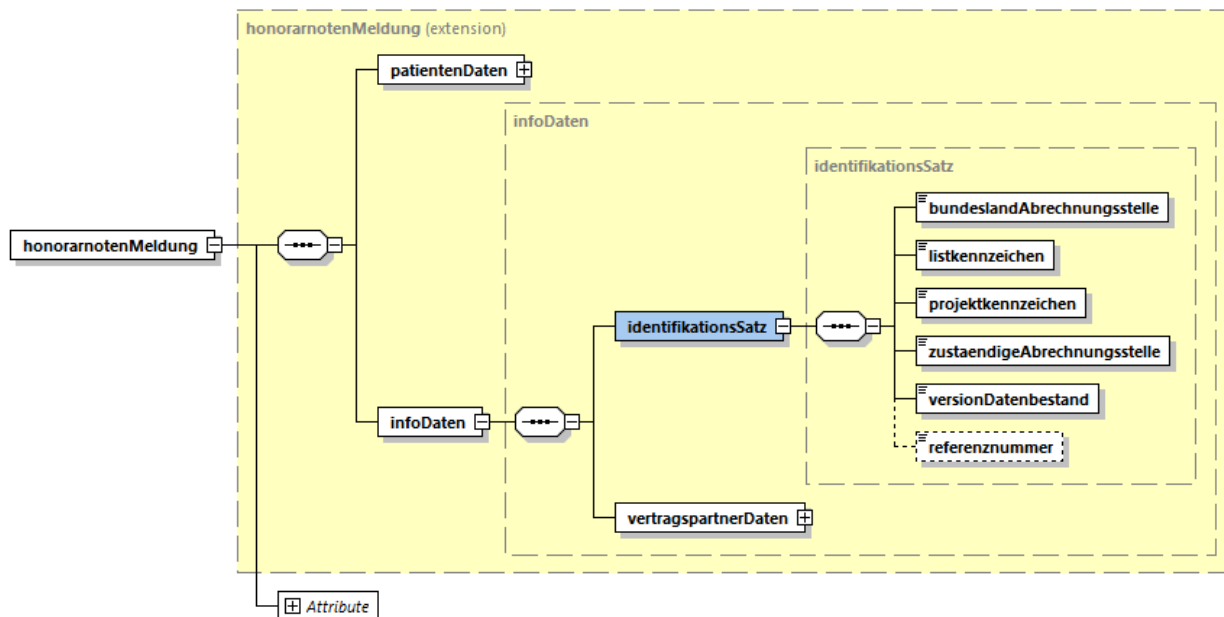 honorarnotenMeldung (extension)
patientenDaten
infoDaten
identifikationsSatz
bundeslandAbrechnungsstelle
honorarnotenMeldung
listkennzeichen
projektkennzeichen
identifikationsSatz
zustaendigeAbrechnungsstelle
versionDatenbestand
infoDaten
referenznummer
vertragspartnerDaten
Attribute